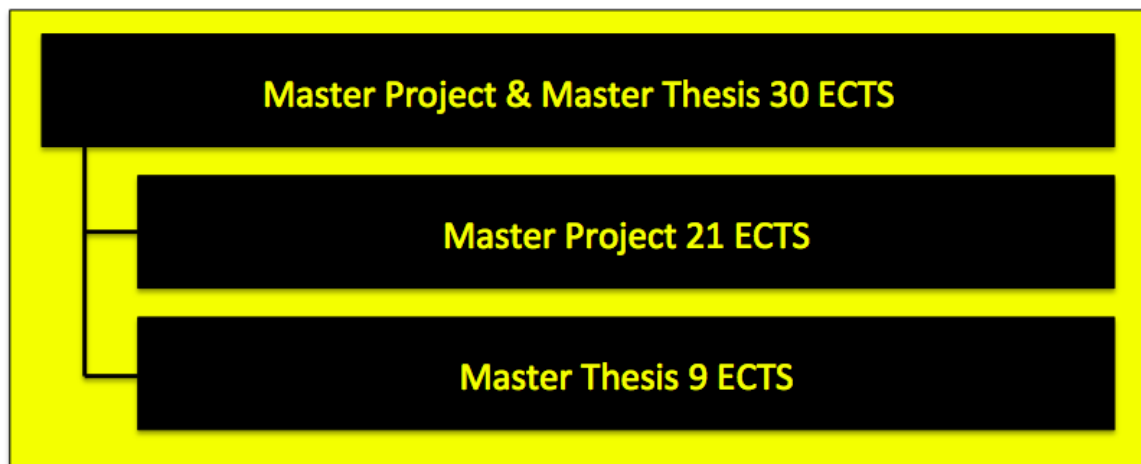 Master Project & Master Thesis 30 ECTS
Master Project 21 ECTS
Master Thesis 9 ECTS